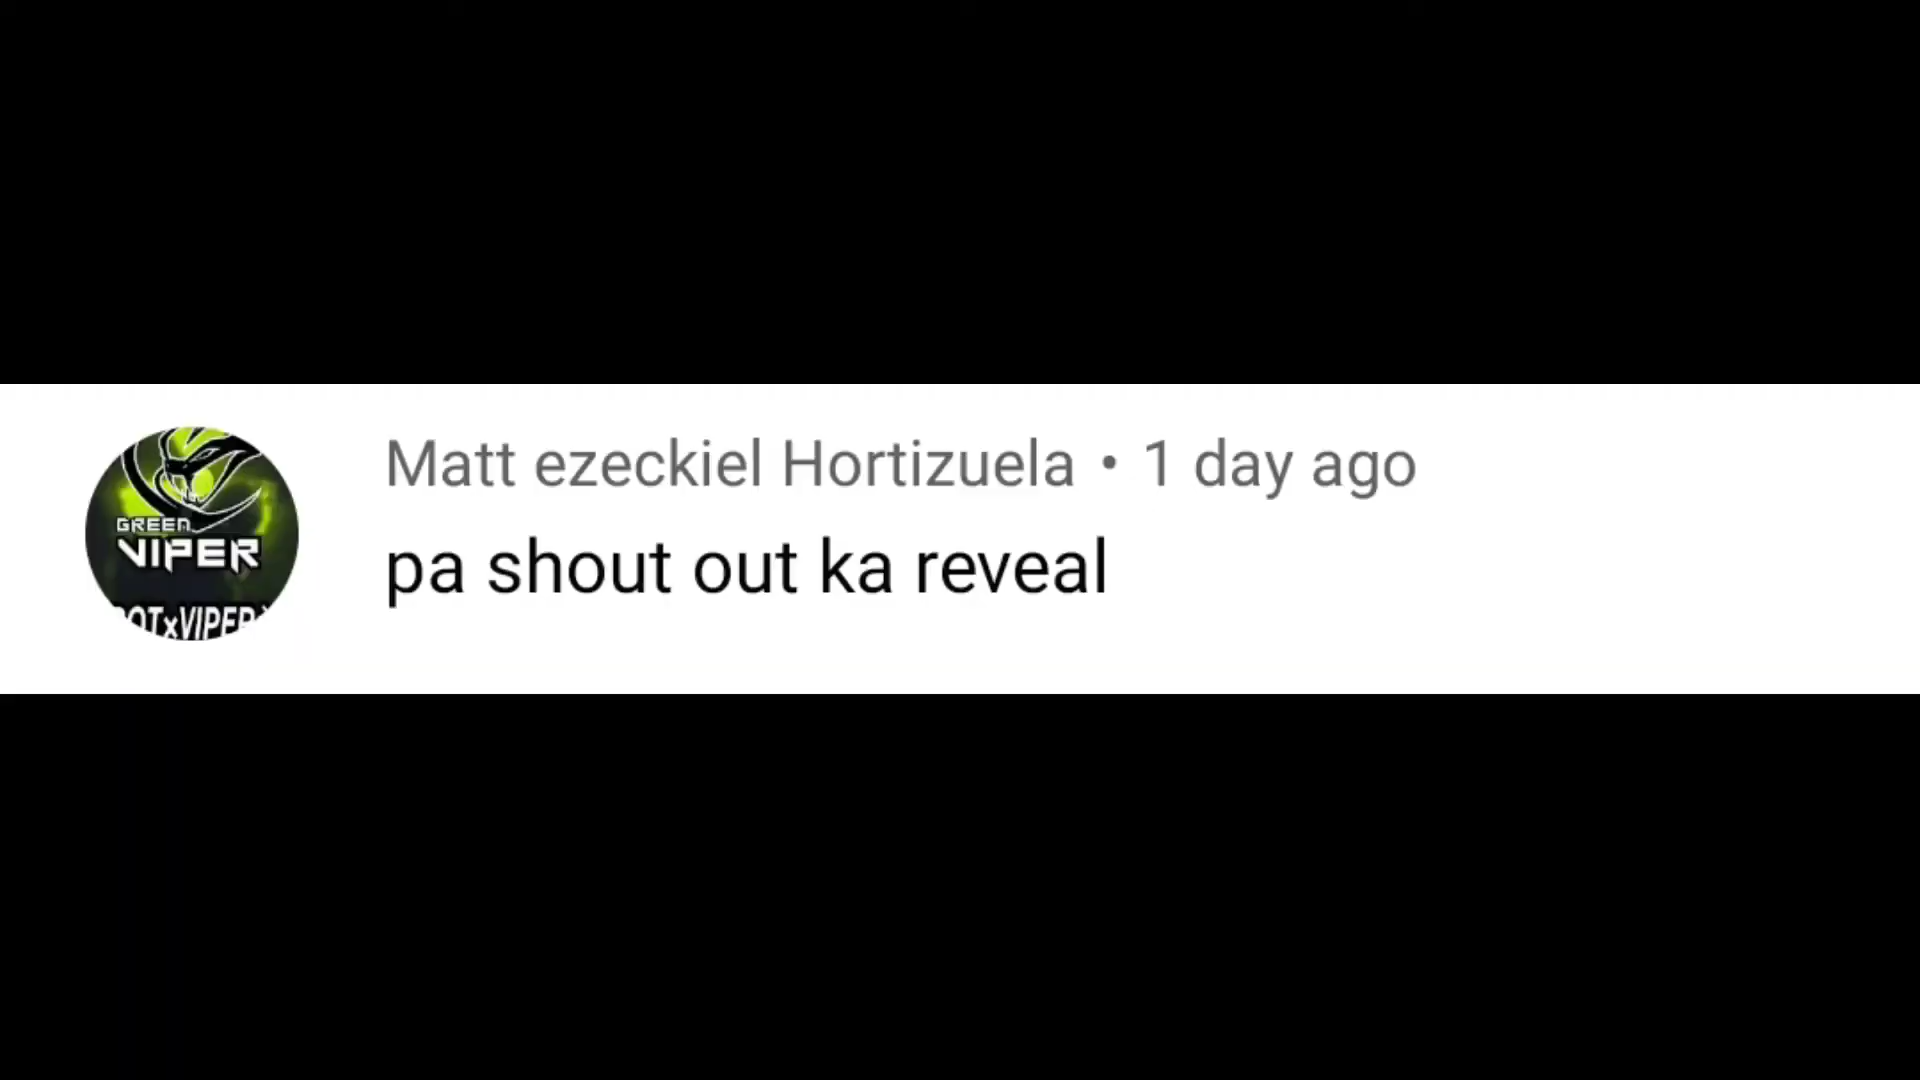 Matt ezeckiel Hortizuela • 1 day ago
pa shout out ka reveal
GREEN
VIPER